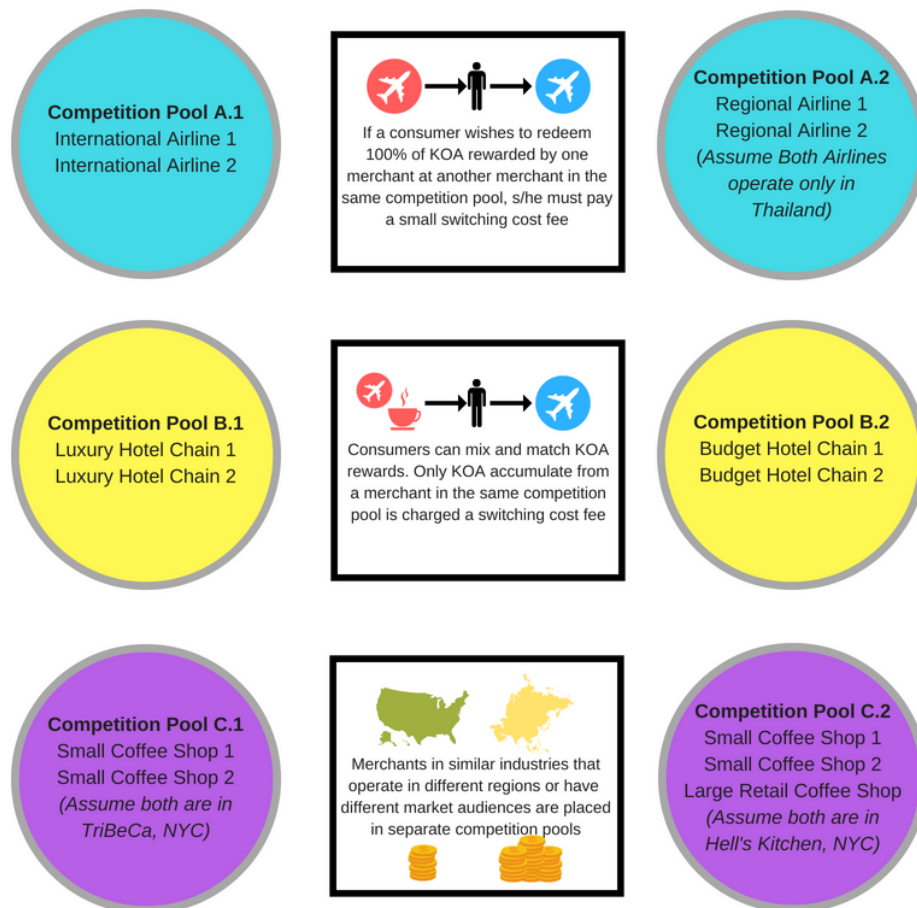 Competition Pool A.1
International Airline 1
International Airline 2
If a consumer wishes to redeem
100% of KOA rewarded by one
merchant at another merchant in the
same competition pool, s/he must pay
a small switching cost fee
Competition Pool A.2
Regional Airline 1
Regional Airline 2
(Assume Both Airlines
operate only in
Thailand)
Competition Pool B.1
Luxury Hotel Chain 1
Luxury Hotel Chain 2
Consumers can mix and match KOA
rewards. Only KOA accumulate from
a merchant in the same competition
pool is charged a switching cost fee
Competition Pool B.2
Budget Hotel Chain 1
Budget Hotel Chain 2
Competition Pool C.1
Small Coffee Shop 1
Small Coffee Shop 2
(Assume both are in
TriBeCa, NYC)
Merchants in similar industries that
operate in different regions or have
different market audiences are placed
in separate competition pools
Competition Pool C.2
Small Coffee Shop 1
Small Coffee Shop 2
Large Retail Coffee Shop
(Assume both are in
Hell's Kitchen, NYC)